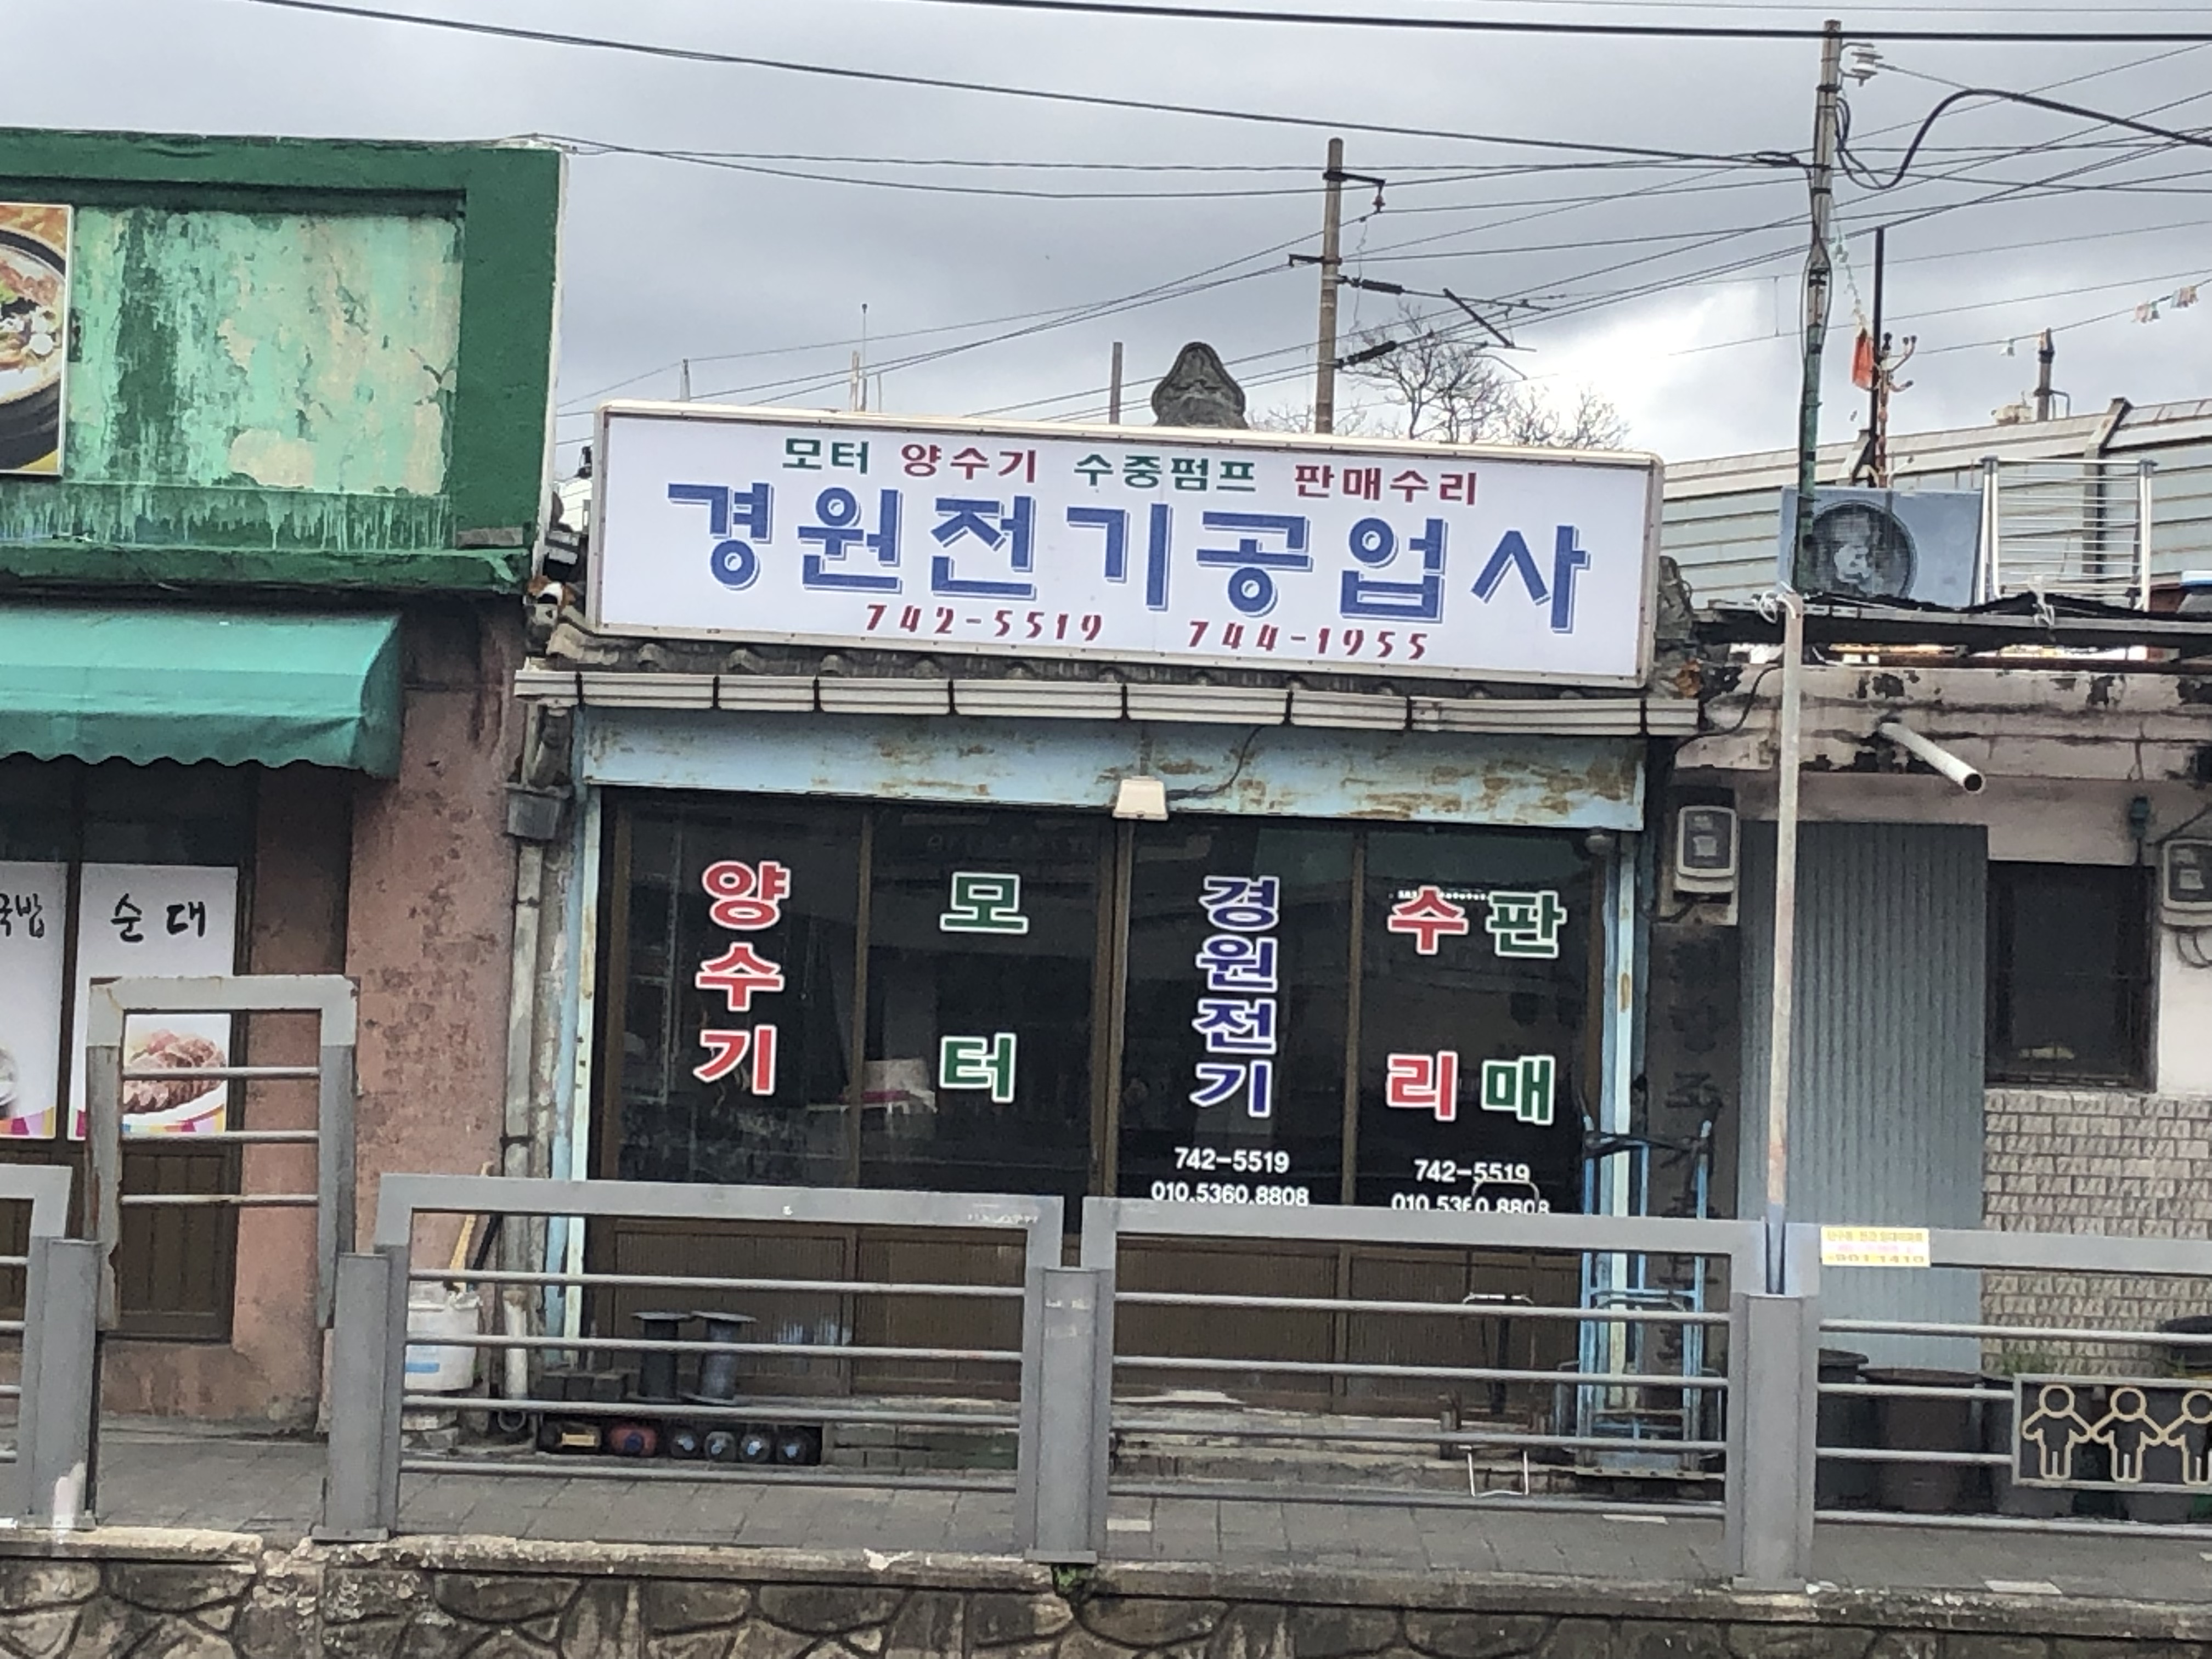 모터 양수기 수중펌프 판매수리
경원전기공업사
742-5519 744-1955
국밥
순대
양수기
모터
경원전기
742-5519
010.5360.8808
판매
수리
742-5519
010.5360.8808